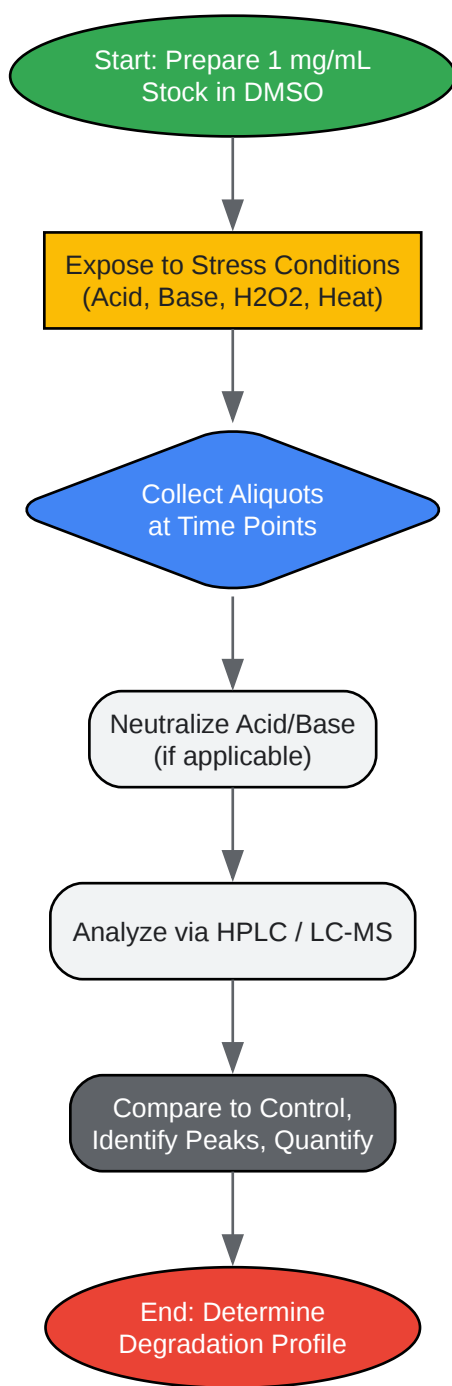 Start: Prepare 1 mg/mL
Stock in DMSO
Expose to Stress Conditions
(Acid, Base, H2O2, Heat)
Collect Aliquots
at Time Points
Neutralize Acid/Base
(if applicable)
Analyze via HPLC / LC-MS
Compare to Control,
Identify Peaks, Quantify
End: Determine
Degradation Profile